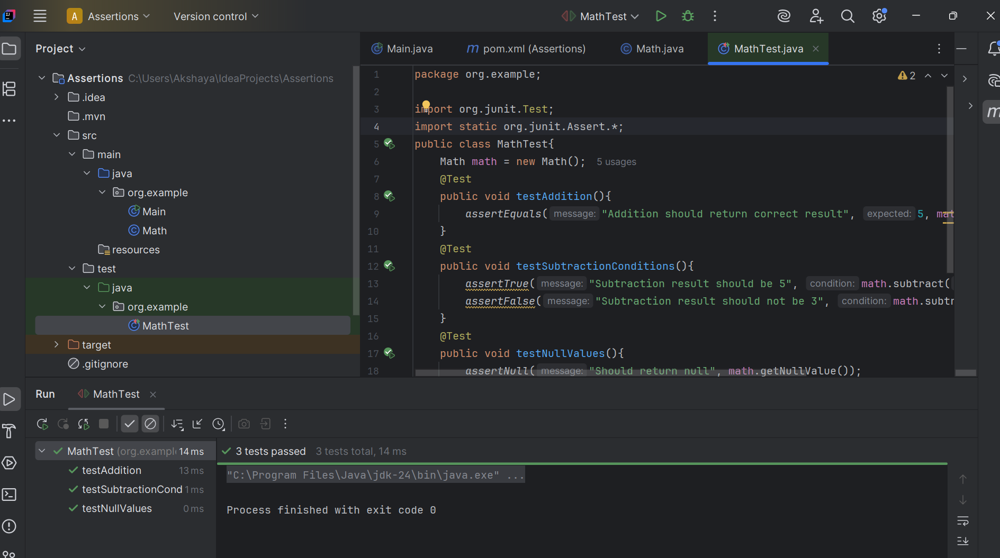 A Assertions Version control MathTest
Project
Main.java
pom.xml (Assertions)
Math.java
MathTest.java
Assertions C:\Users\Akshaya\IdeaProjects\Assertions
.idea
.mvn
src
main
java
org.example
Main
Math
resources
test
java
org.example
MathTest
target
.gitignore
2
1 package org.example;
2
3 import org.junit.Test;
4 import static org.junit.Assert.*;
5 public class MathTest{
6 Math math = new Math(); 5 usages
7 @Test
8 public void testAddition(){
9 assertEquals( message: "Addition should return correct result", expected: 5, mat
10 }
11 @Test
12 public void testSubtractionConditions(){
13 assertTrue( message: "Subtraction result should be 5", condition: math.subtract(
14 assertFalse( message: "Subtraction result should not be 3", condition: math.subtr
15 }
16 @Test
17 public void testNullValues(){
18 assertNull( message: "Should return null", math.getNullValue());
Run MathTest
MathTest (org.example 14 ms
testAddition 13 ms
testSubtractionCond 1 ms
testNullValues 0 ms
3 tests passed 3 tests total, 14 ms
"C:\Program Files\Java\jdk-24\bin\java.exe" ...
Process finished with exit code 0